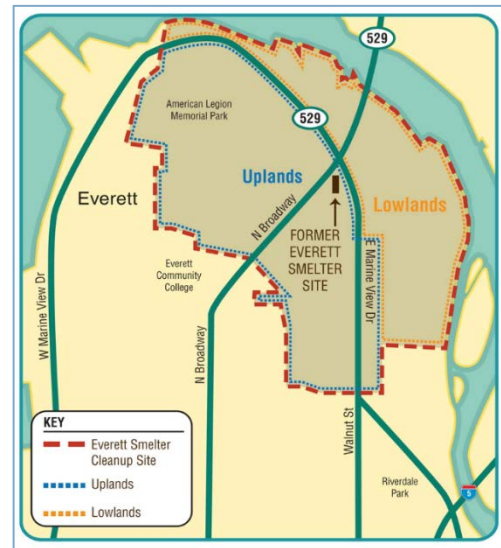 529
American Legion
Memorial Park
529
Uplands
Lowlands
Everett
N Broadway
FORMER
EVERETT
SMELTER
SITE
E Marine View Dr
Everett
Community
College
W Marine View Dr
N Broadway
Walnut St
Riverdale
Park
5
KEY
Everett Smelter
Cleanup Site
Uplands
Lowlands